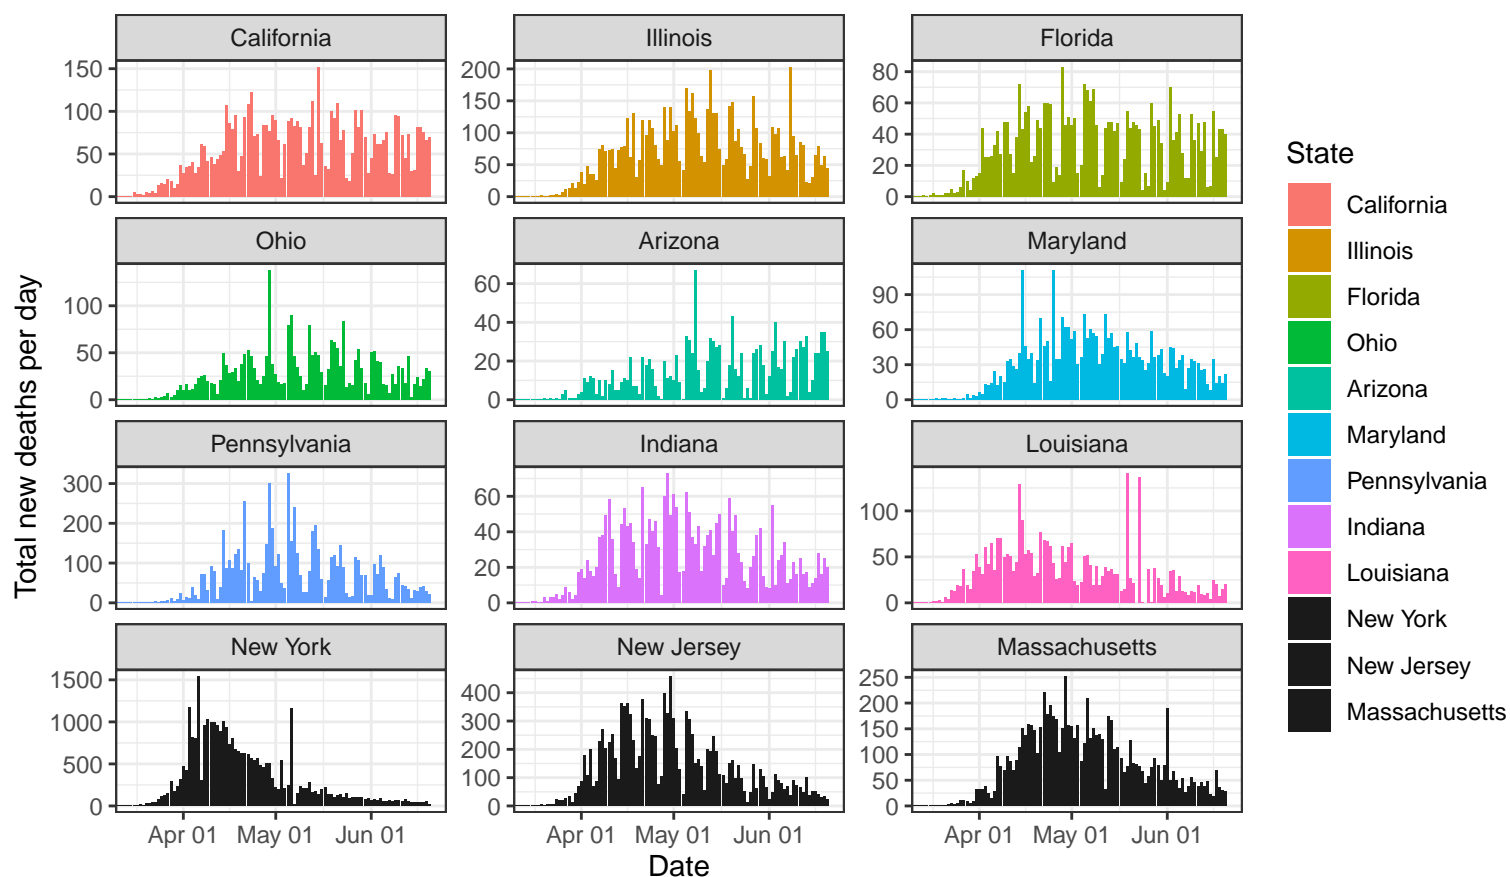 California
Illinois
Florida
150
100
50
0
200
150
100
50
0
80
60
40
20
0
Ohio
Arizona
Maryland
100
50
0
60
40
20
0
90
60
30
0
Pennsylvania
Indiana
Louisiana
300
200
100
0
60
40
20
0
100
50
0
New York
New Jersey
Massachusetts
1500
1000
500
0
400
300
200
100
0
250
200
150
100
50
0
Apr 01 May 01 Jun 01
Apr 01 May 01 Jun 01
Apr 01 May 01 Jun 01
Date
Total new deaths per day
State
California
Illinois
Florida
Ohio
Arizona
Maryland
Pennsylvania
Indiana
Louisiana
New York
New Jersey
Massachusetts